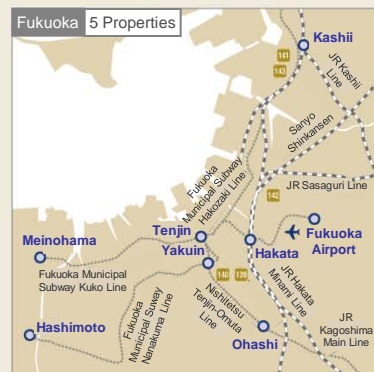 Fukuoka 5 Properties
Kashii
141
143
JR Kashii
Line
Sanyo
Shinkansen
Fukuoka
Municipal Subway
Hakozaki Line
142
JR Sasaguri Line
Tenjin
Yakuin
Meinohama
Hakata
Fukuoka
Airport
Fukuoka Municipal
Subway Kuko Line
140
139
JR Hakata
Minami Line
Nishitetsu
Tenjin-Omuta
Line
Fukuoka
Municipal Suway
Nanakuma Line
Hashimoto
Ohashi
JR
Kagoshima
Main Line